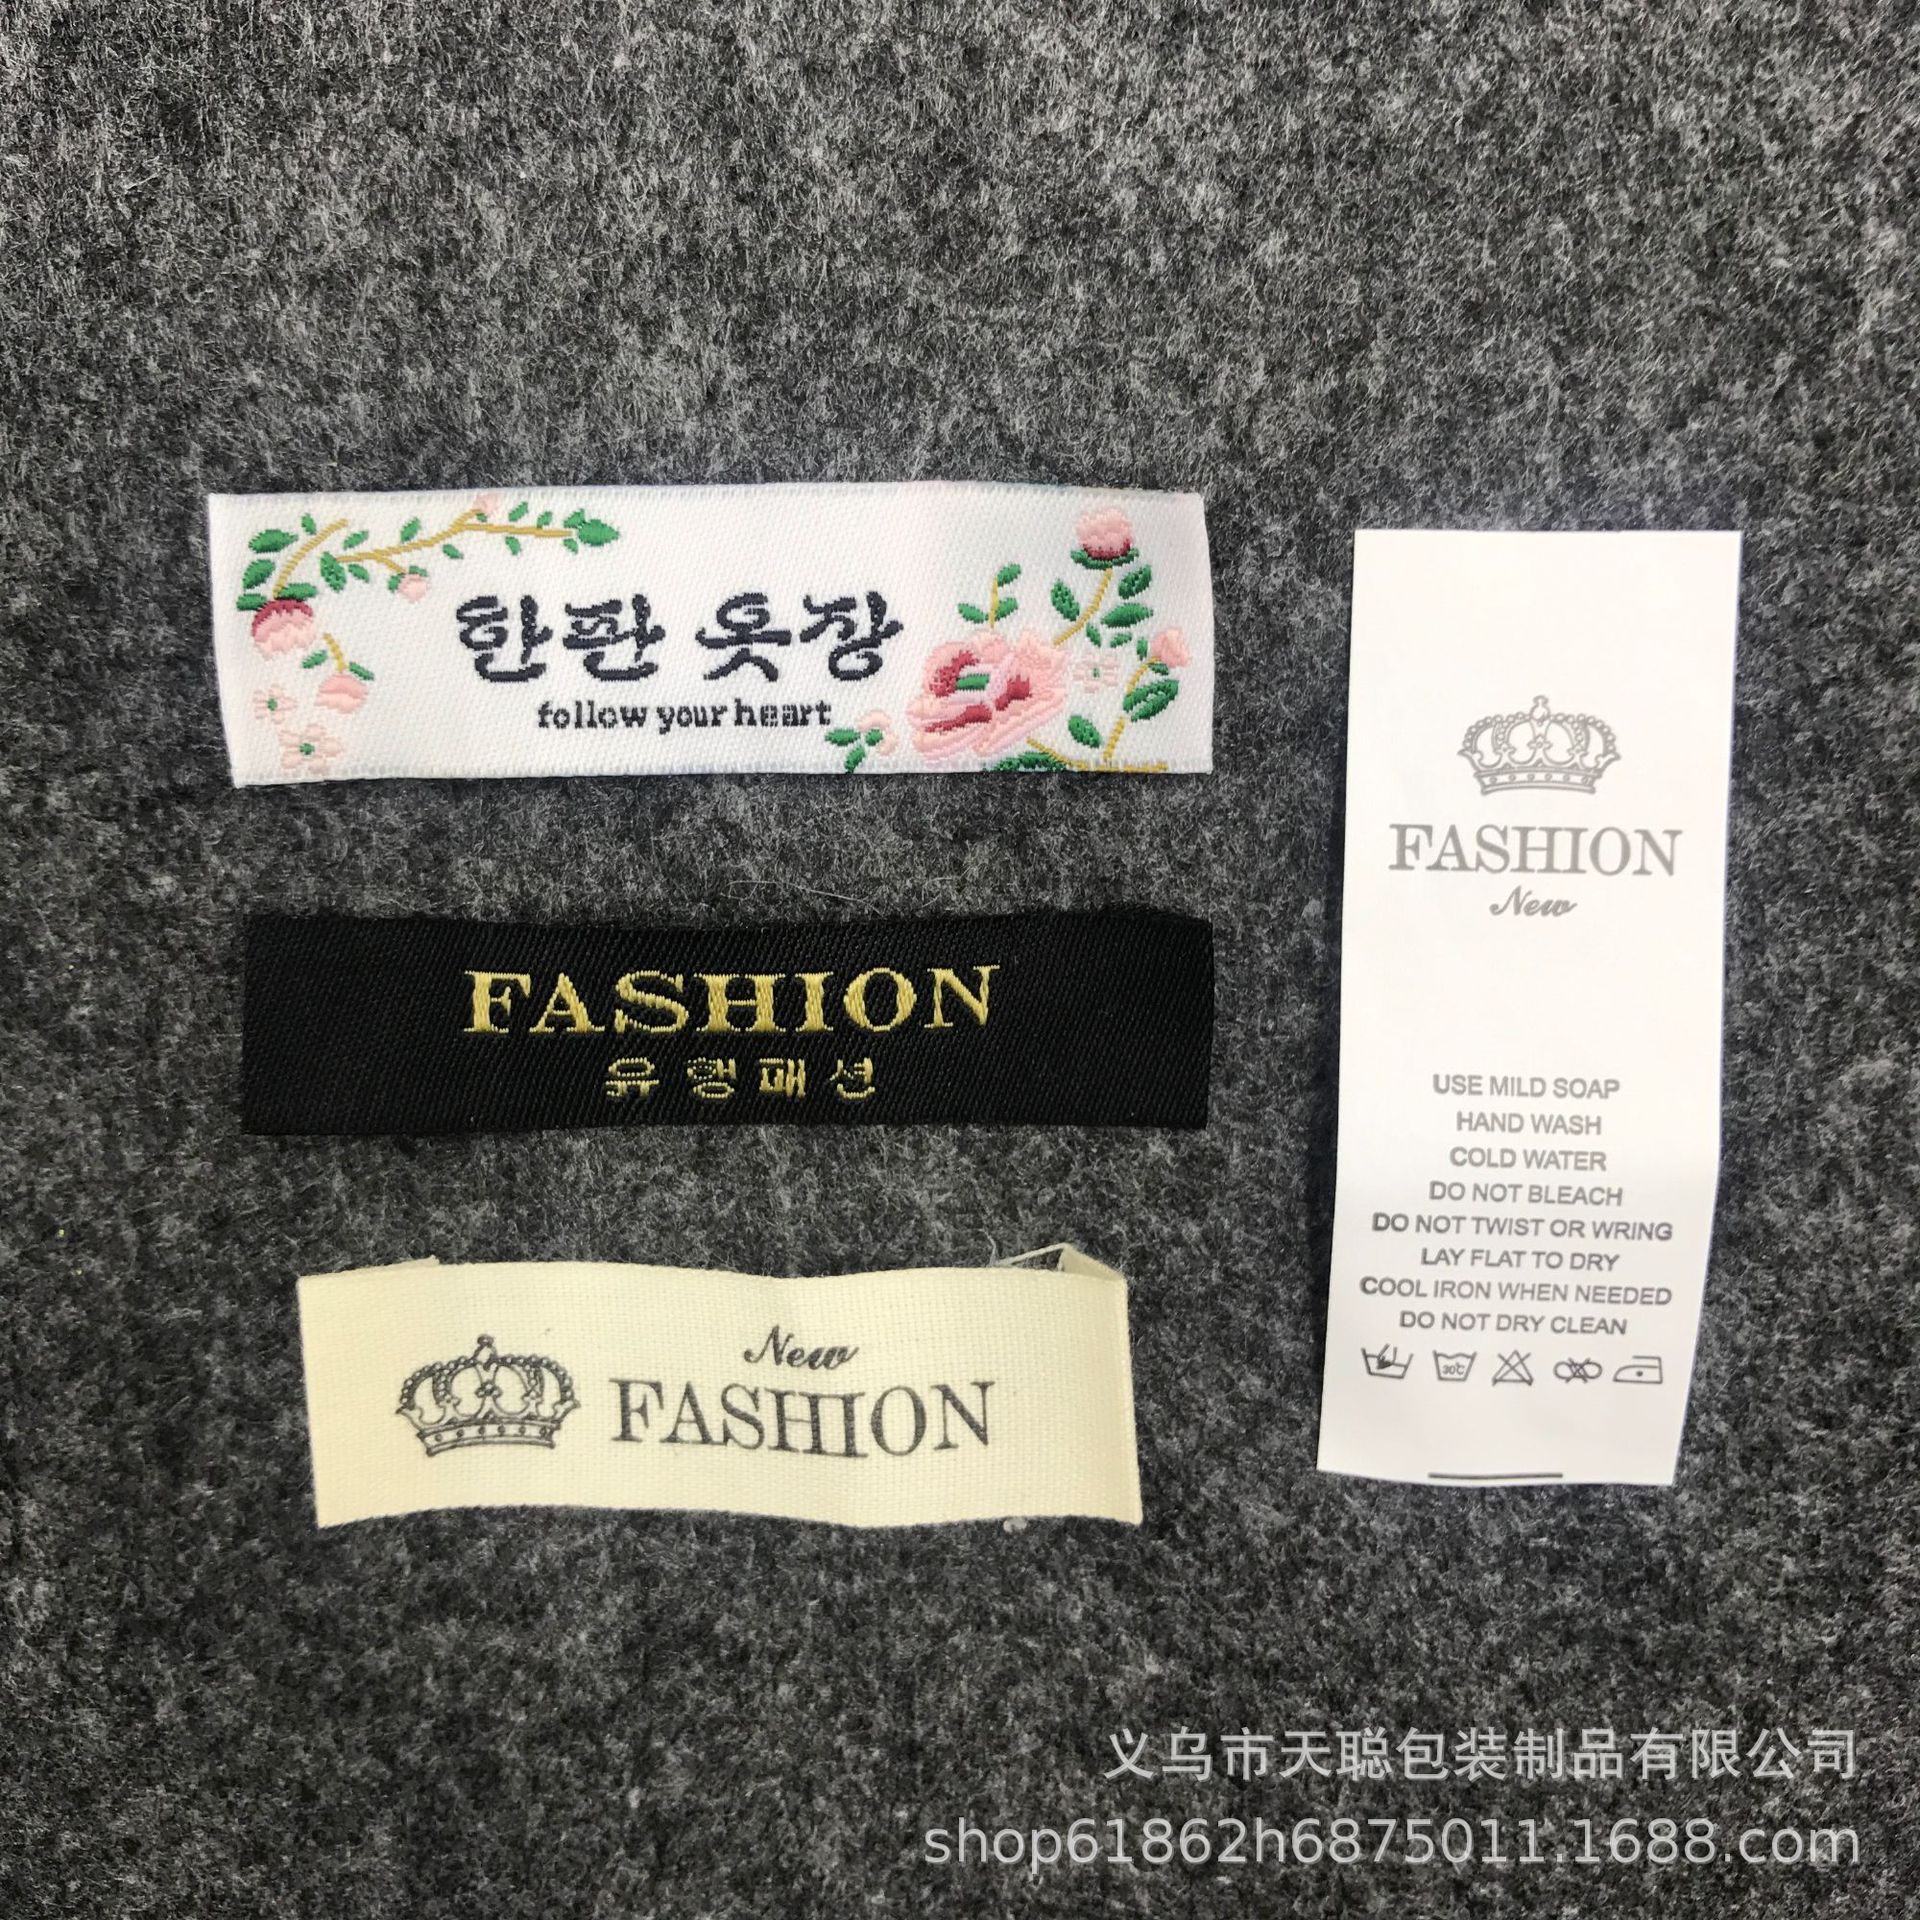 한판 옷장
follow your heart
FASHION
유행패션
New
FASHION
FASHION
New
USE MILD SOAP
HAND WASH
COLD WATER
DO NOT BLEACH
DO NOT TWIST OR WRING
LAY FLAT TO DRY
COOL IRON WHEN NEEDED
DO NOT DRY CLEAN
30℃
义乌市天聪包装制品有限公司
shop61862h6875011.1688.com